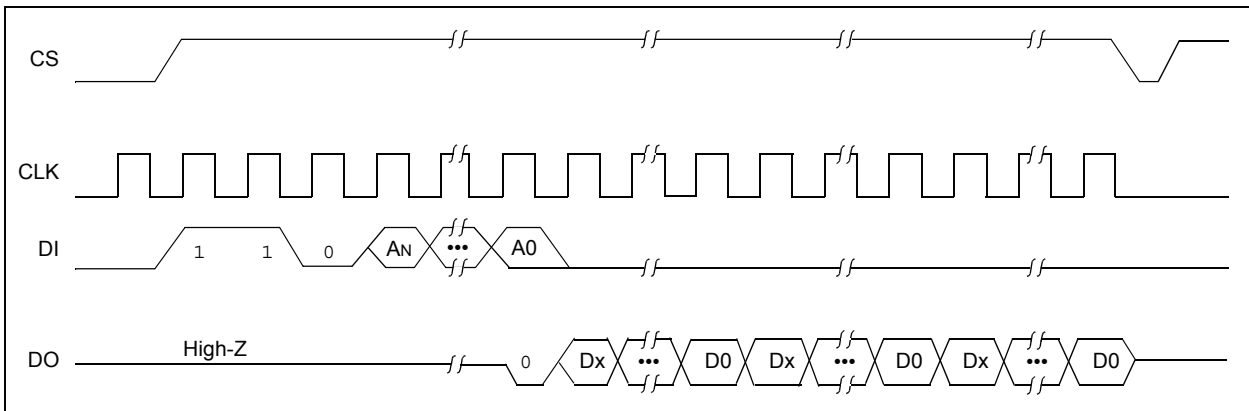 CS
CLK
DI 1 1 0 AN ••• A0
High-Z
DO 0 Dx ••• D0 Dx ••• D0 Dx ••• D0